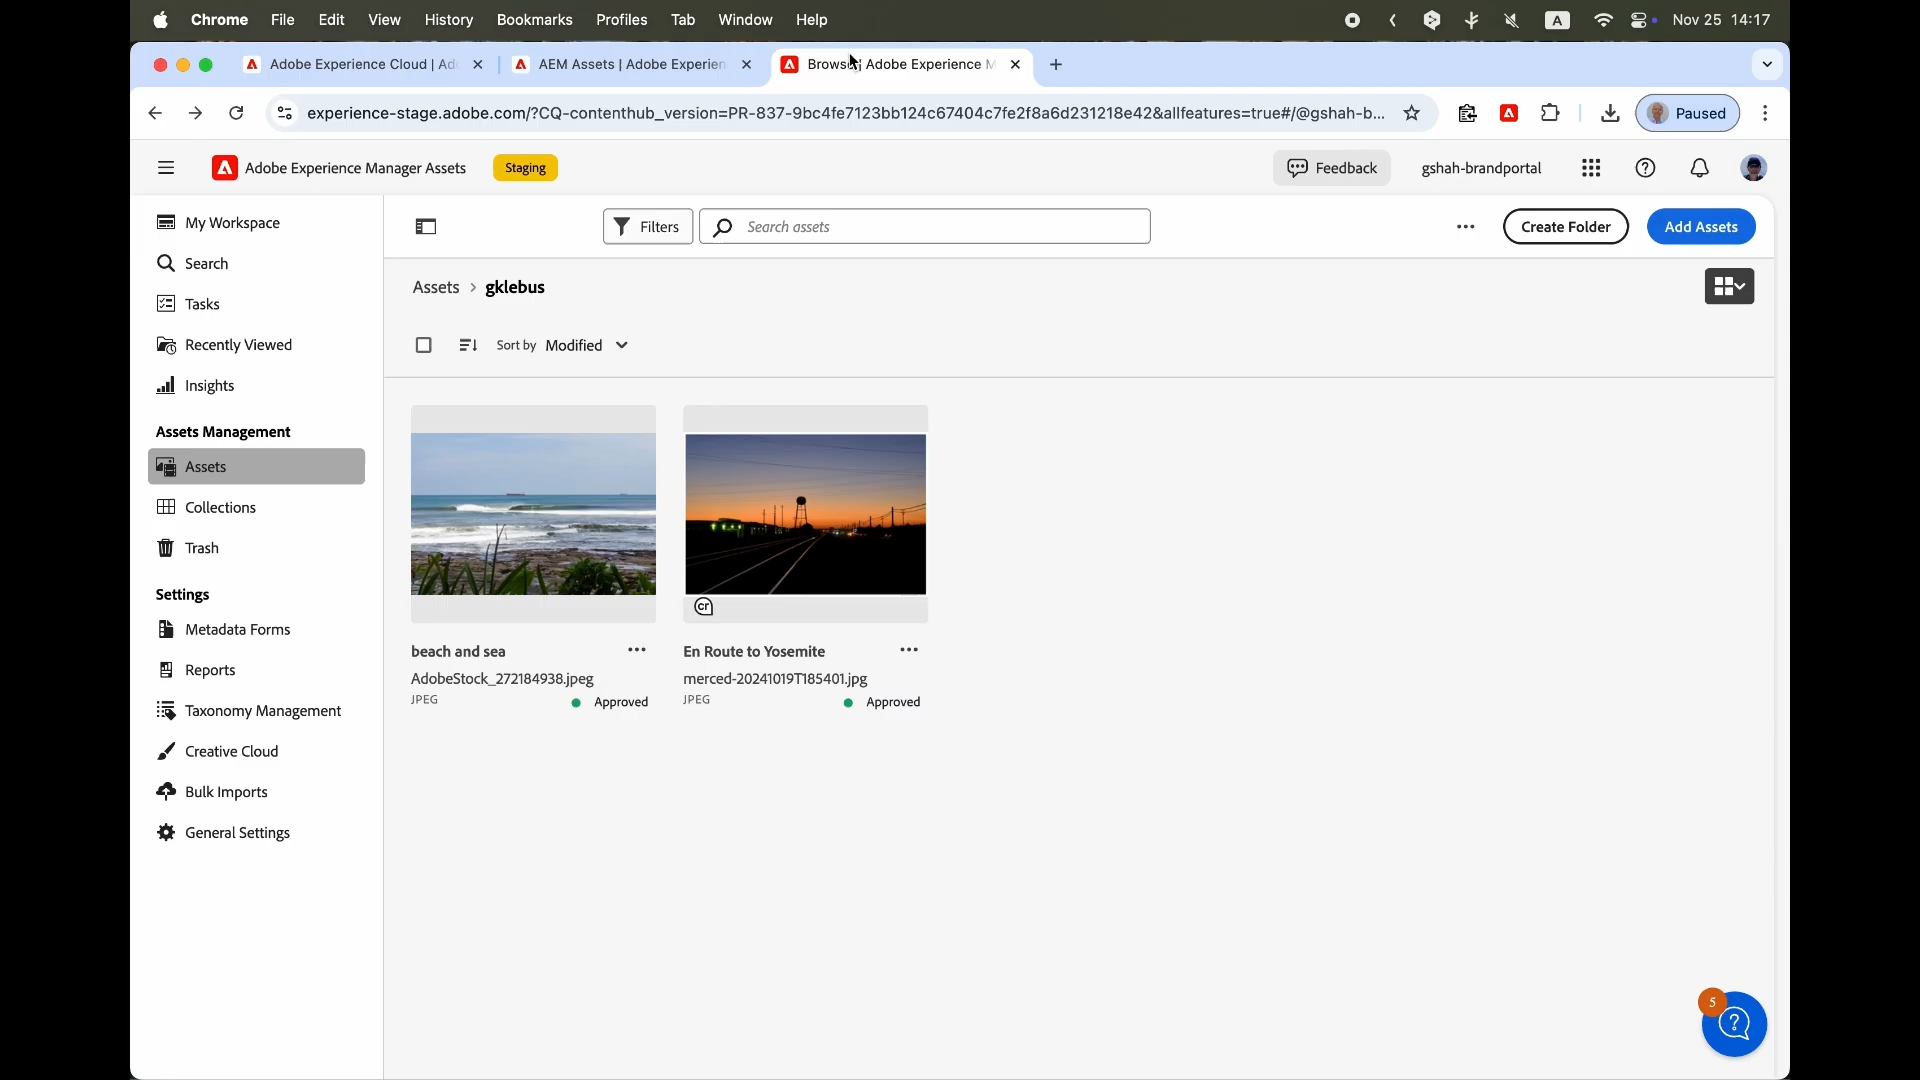 Chrome File Edit View History Bookmarks Profiles Tab Window Help A Nov 25 14:17
Adobe Experience Cloud | Ad AEM Assets | Adobe Experien Adobe Experience M
experience-stage.adobe.com/?CQ-contenthub_version=PR-837-9bc4fe7123bb124c67404c7fe2f8a6d231218e42&allfeatures=true#/@gshah-b... Paused
Adobe Experience Manager Assets Staging Feedback gshah-brandportal
My Workspace
Search
Tasks
Recently Viewed
Insights
Assets Management
Assets
Collections
Trash
Settings
Metadata Forms
Reports
Taxonomy Management
Creative Cloud
Bulk Imports
General Settings
Filters Search assets Create Folder Add Assets
Assets > gklebus
Sort by Modified
cr
beach and sea
AdobeStock_272184938.jpeg
JPEG Approved
En Route to Yosemite
merced-20241019T185401.jpg
JPEG Approved
5